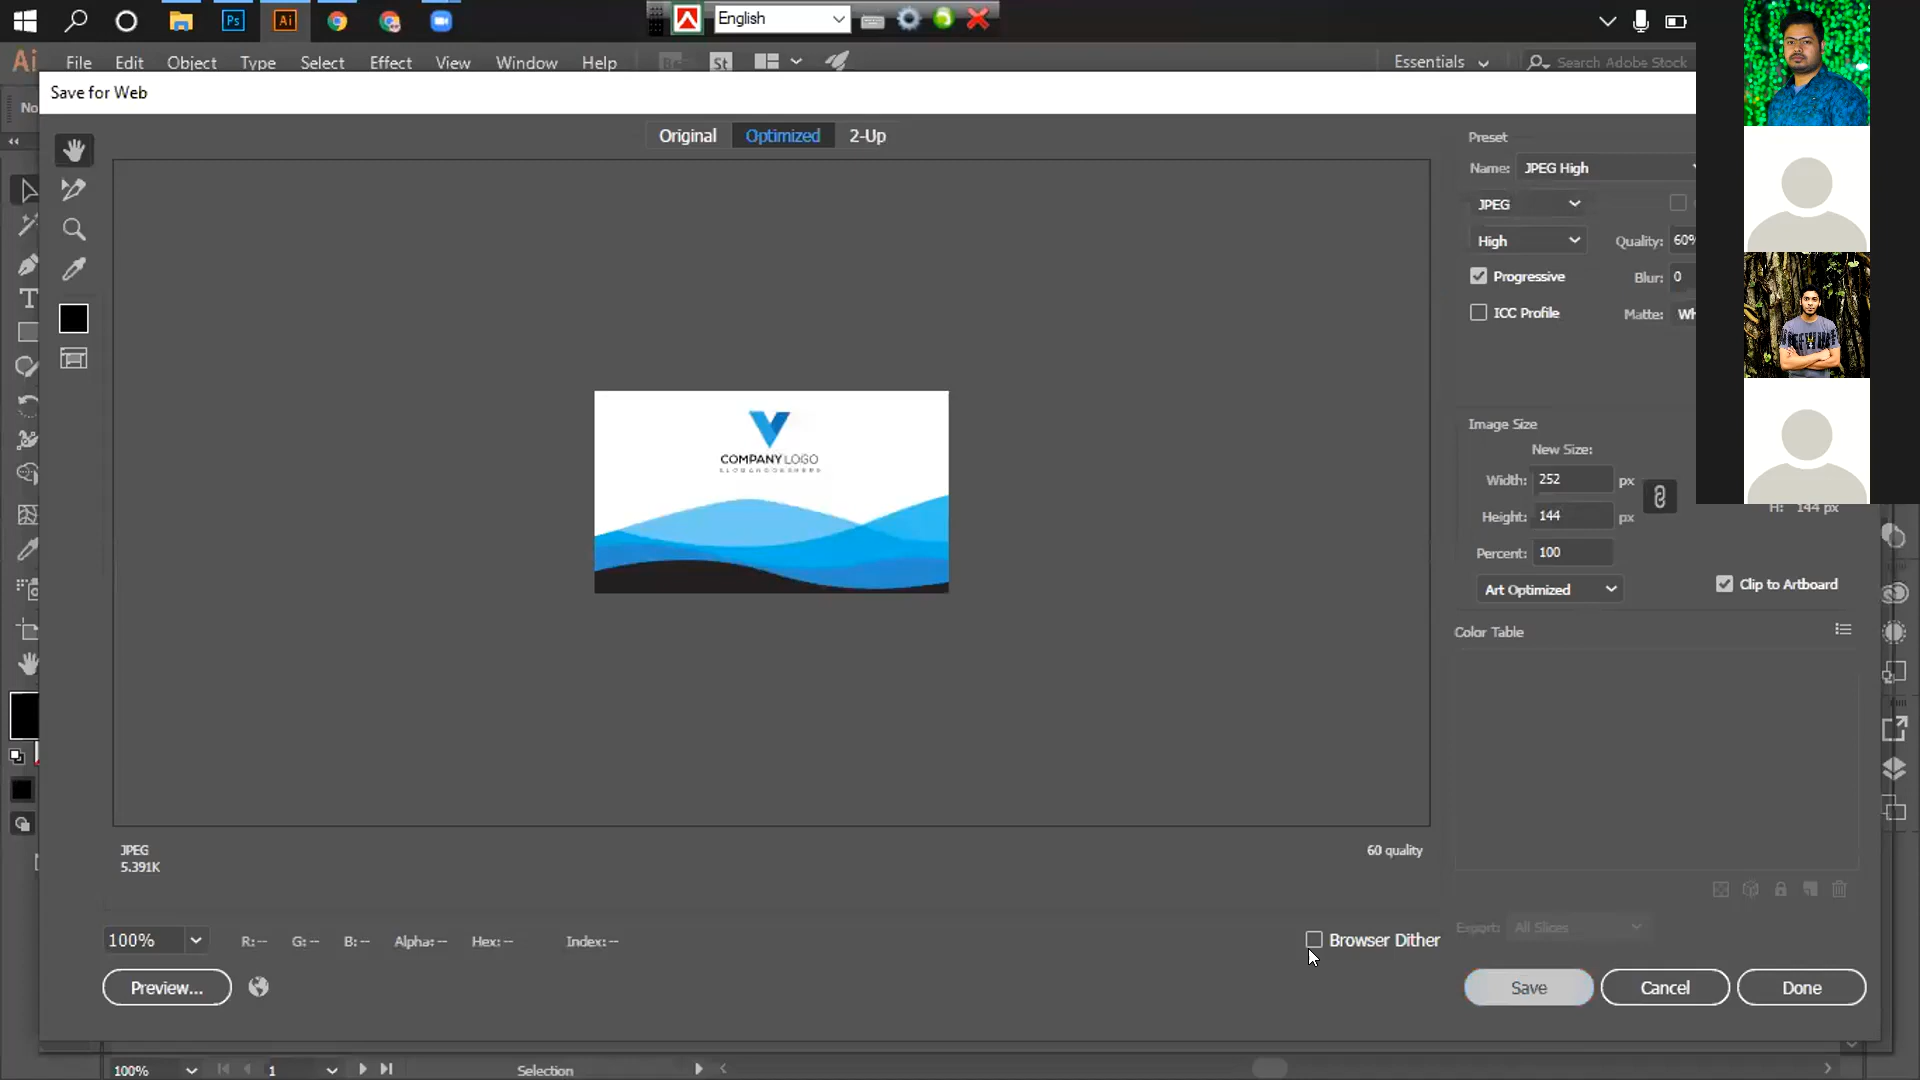 Ps
Ai
English
Ai
File Edit Object Type Select Effect View Window Help
St
Essentials
Search Adobe Stock
No
Save for Web
Original Optimized 2-Up
Preset
Name: JPEG High
JPEG
High
Quality: 60%
Progressive
Blur: 0
ICC Profile
Matte: Wh
V
COMPANY LOGO
Image Size
New Size:
Width: 252 px
Height: 144 px
H: 144 px
Percent: 100
Art Optimized
Clip to Artboard
Color Table
JPEG
5.391K
60 quality
100%
R: --
G: --
B: --
Alpha: --
Hex: --
Index: --
Browser Dither
Export: All Slices
Preview...
Save
Cancel
Done
100%
1
Selection